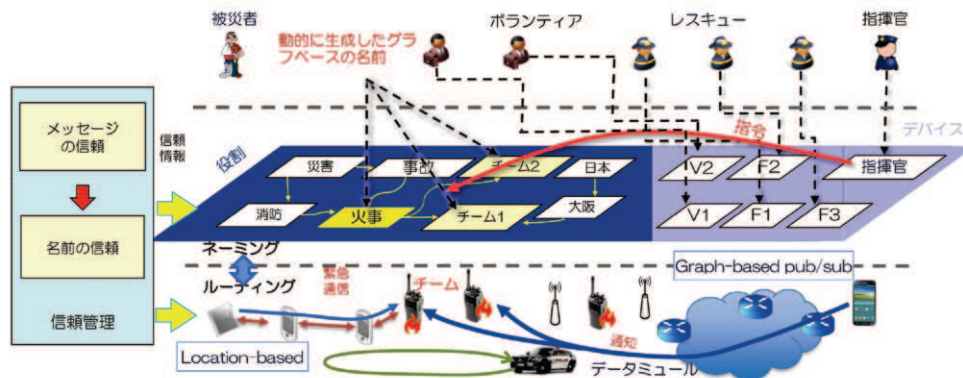 被災者
ボランティア
レスキュー
指揮官
動的に生成したグラ
フベースの名前
メッセージ
の信頼
信頼
情報
名前の信頼
信頼管理
役割
デバイス
指令
災害
事故
チーム2
日本
V2
F2
指揮官
消防
火事
チーム1
大阪
V1
F1
F3
ネーミング
ルーティング
緊急
通信
チーム
Graph-based pub/sub
Location-based
通知
データミュール